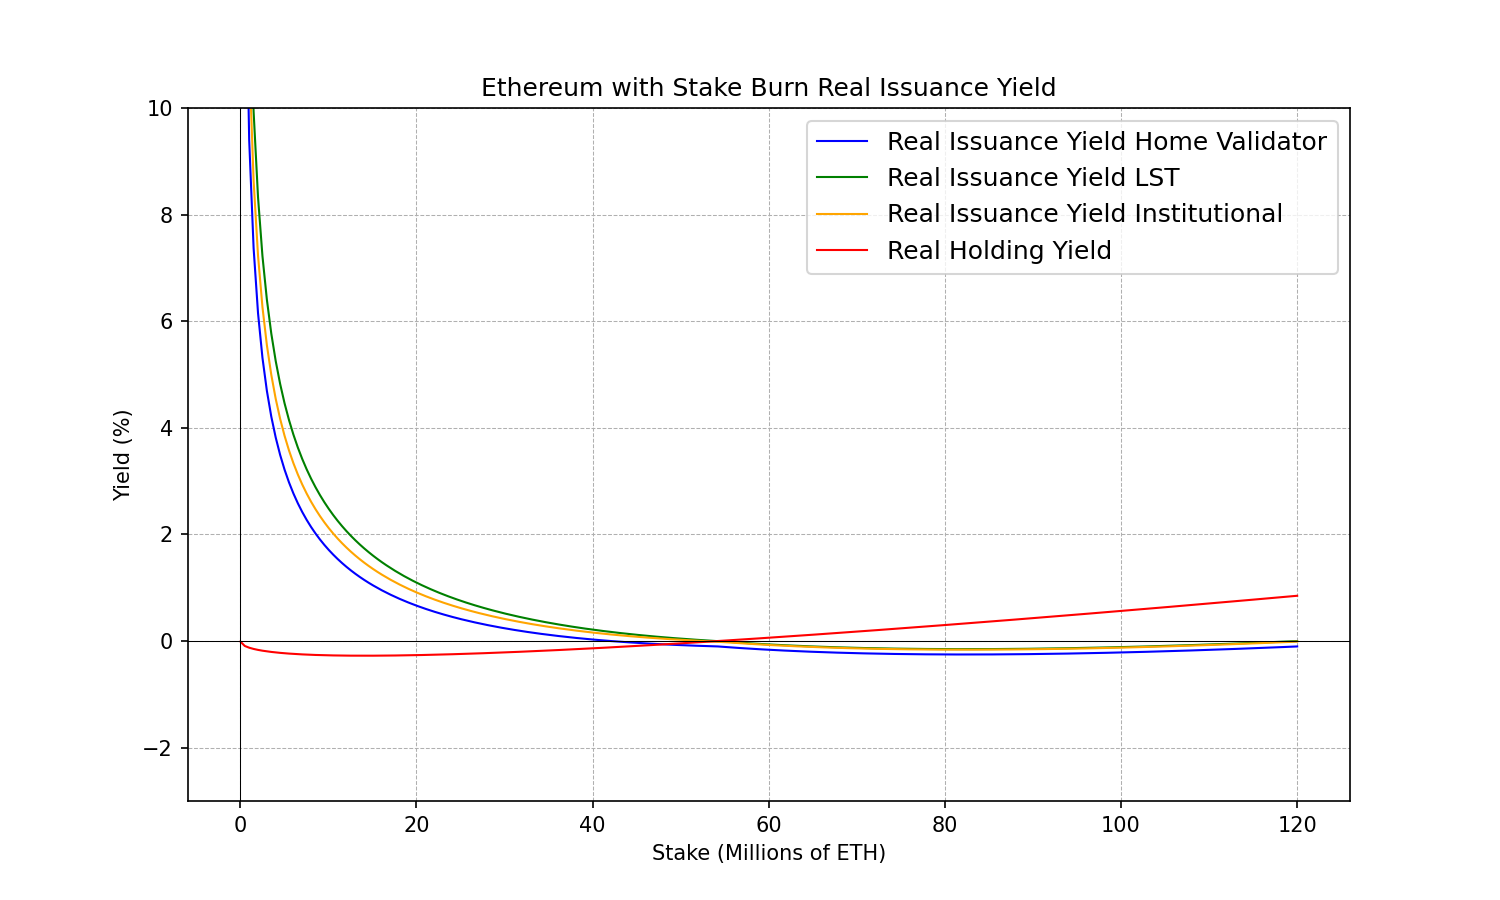 Ethereum with Stake Burn Real Issuance Yield
10
8
6
4
2
0
−2
Yield (%)
Real Issuance Yield Home Validator
Real Issuance Yield LST
Real Issuance Yield Institutional
Real Holding Yield
0
20
40
60
80
100
120
Stake (Millions of ETH)